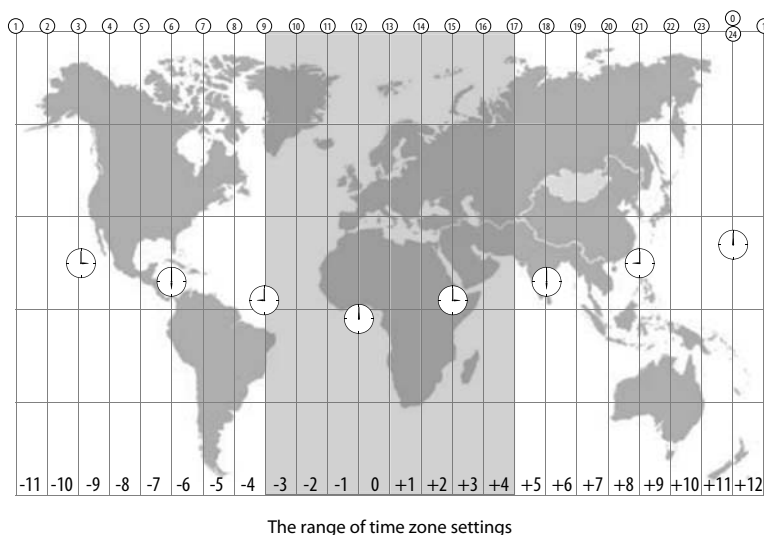 1 2 3 4 5 6 7 8 9 10 11 12 13 14 15 16 17 18 19 20 21 22 23 0 1
24
-11 -10 -9 -8 -7 -6 -5 -4 -3 -2 -1 0 +1 +2 +3 +4 +5 +6 +7 +8 +9 +10 +11 +12
The range of time zone settings